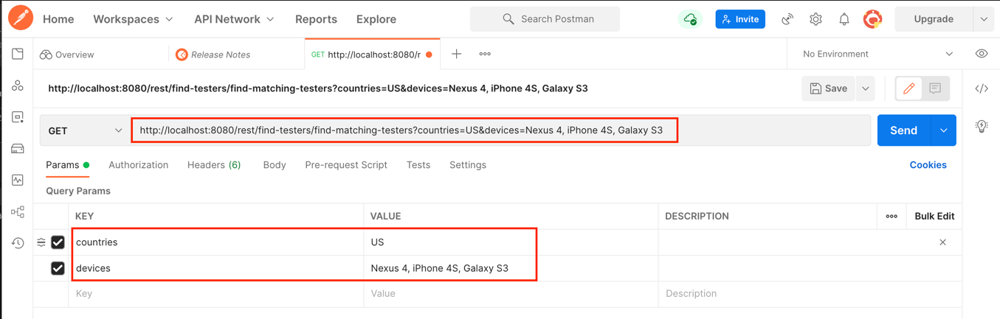 Home Workspaces API Network Reports Explore Search Postman Invite Upgrade
Overview Release Notes GET http://localhost:8080/r No Environment
http://localhost:8080/rest/find-testers/find-matching-testers?countries=US&devices=Nexus 4, iPhone 4S, Galaxy S3 Save
GET http://localhost:8080/rest/find-testers/find-matching-testers?countries=US&devices=Nexus 4, iPhone 4S, Galaxy S3 Send
Params Authorization Headers (6) Body Pre-request Script Tests Settings Cookies
Query Params
KEY VALUE DESCRIPTION Bulk Edit
countries US
devices Nexus 4, iPhone 4S, Galaxy S3
Key Value Description